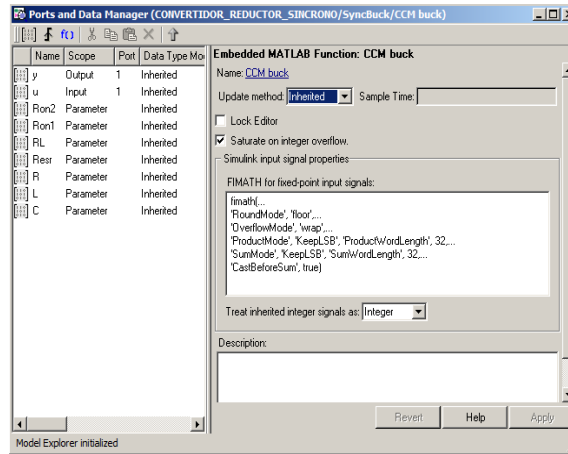 Ports and Data Manager (CONVERTIDOR_REDUCTOR_SINCRONO/SyncBuck/CCM buck)
f()
Name Scope Port Data Type Mo
y Output 1 Inherited
u Input 1 Inherited
Ron2 Parameter Inherited
Ron1 Parameter Inherited
RL Parameter Inherited
Resr Parameter Inherited
R Parameter Inherited
L Parameter Inherited
C Parameter Inherited
Embedded MATLAB Function: CCM buck
Name: CCM buck
Update method: Inherited Sample Time:
Lock Editor
Saturate on integer overflow.
Simulink input signal properties
FIMATH for fixed-point input signals:
fimath(...
'RoundMode', 'floor',...
'OverflowMode', 'wrap',...
'ProductMode', 'KeepLSB', 'ProductWordLength', 32,...
'SumMode', 'KeepLSB', 'SumWordLength', 32,...
'CastBeforeSum', true)
Treat inherited integer signals as: Integer
Description:
Revert Help Apply
Model Explorer initialized